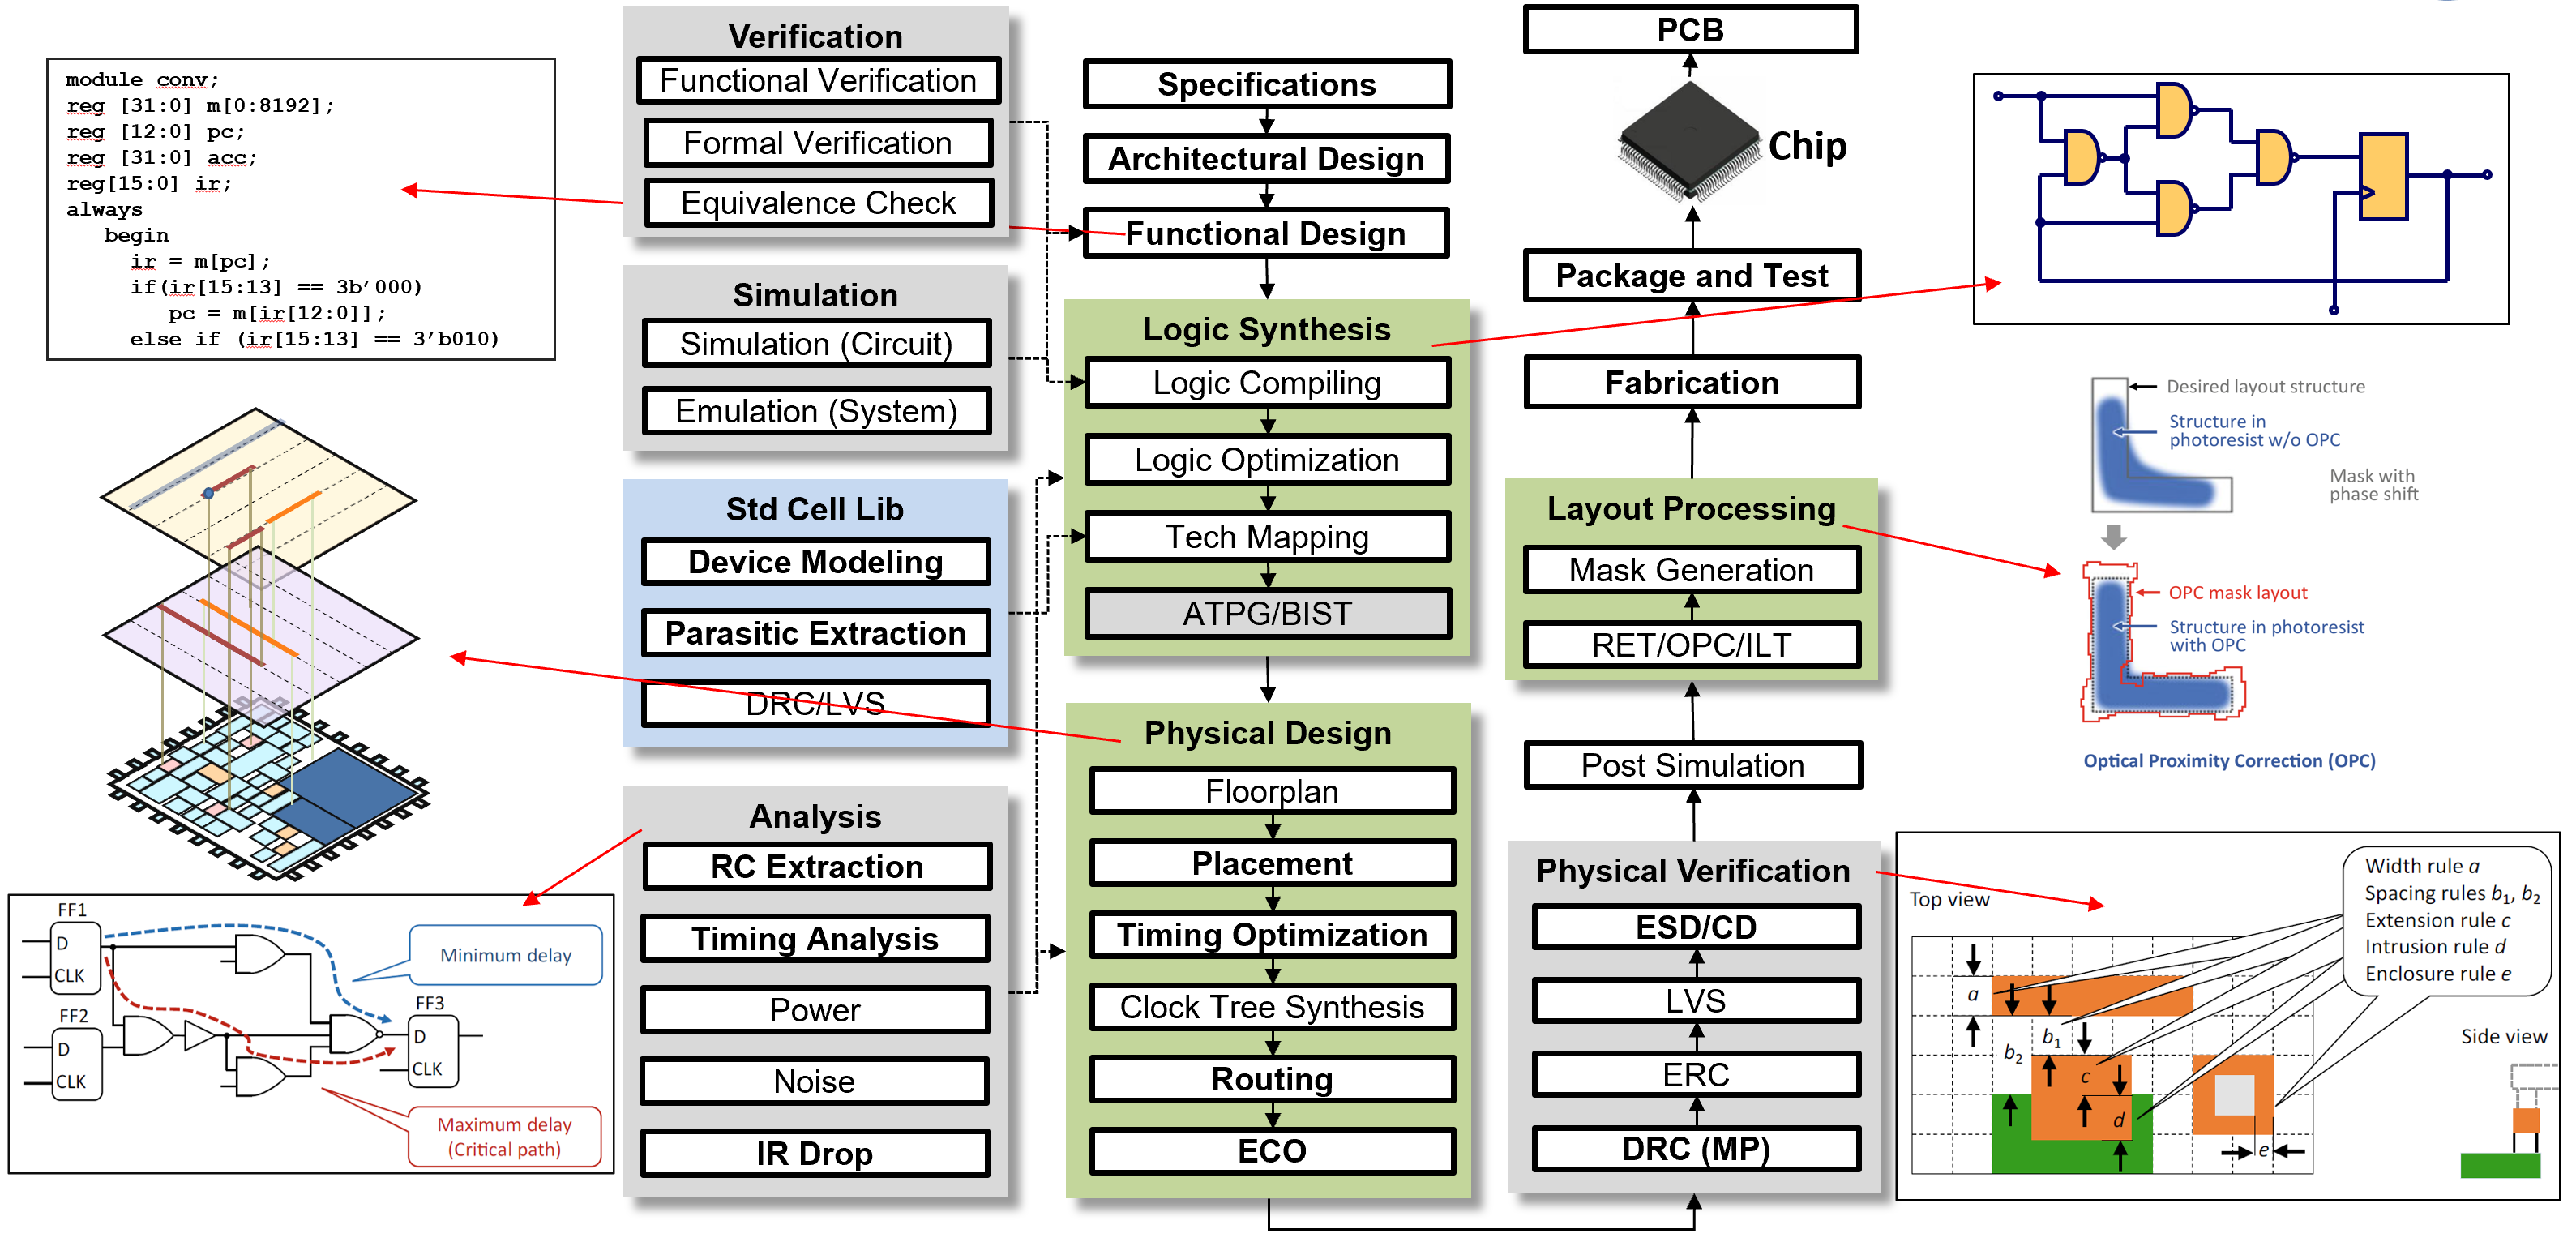 module conv;
reg [31:0] m[0:8192];
reg [12:0] pc;
reg [31:0] acc;
reg[15:0] ir;
always
begin
ir = m[pc];
if(ir[15:13] == 3b'000)
pc = m[ir[12:0]];
else if (ir[15:13] == 3'b010)
FF1
D
CLK
FF2
D
CLK
FF3
D
CLK
Minimum delay
Maximum delay
(Critical path)
Verification
Functional Verification
Formal Verification
Equivalence Check
Simulation
Simulation (Circuit)
Emulation (System)
Std Cell Lib
Device Modeling
Parasitic Extraction
DRC/LVS
Analysis
RC Extraction
Timing Analysis
Power
Noise
IR Drop
Specifications
Architectural Design
Functional Design
Logic Synthesis
Logic Compiling
Logic Optimization
Tech Mapping
ATPG/BIST
Physical Design
Floorplan
Placement
Timing Optimization
Clock Tree Synthesis
Routing
ECO
PCB
Chip
Package and Test
Fabrication
Layout Processing
Mask Generation
RET/OPC/ILT
Post Simulation
Physical Verification
ESD/CD
LVS
ERC
DRC (MP)
Desired layout structure
Structure in
photoresist w/o OPC
Mask with
phase shift
OPC mask layout
Structure in photoresist
with OPC
Optical Proximity Correction (OPC)
Top view
Width rule a
Spacing rules b1, b2
Extension rule c
Intrusion rule d
Enclosure rule e
Side view
a
b1
b2
c
d
e